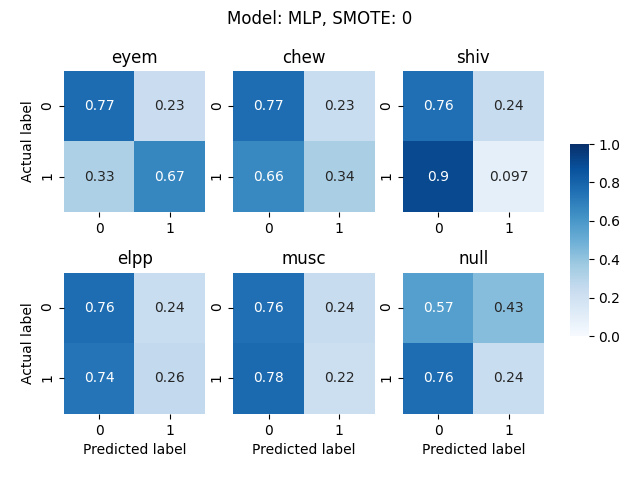 Model: MLP, SMOTE: 0
eyem chew shiv
Actual label
0 0.77 0.23 0 0.77 0.23 0 0.76 0.24
1 0.33 0.67 1 0.66 0.34 1 0.9 0.097
0 1 0 1 0 1
elpp musc null
Actual label
0 0.76 0.24 0 0.76 0.24 0 0.57 0.43
1 0.74 0.26 1 0.78 0.22 1 0.76 0.24
0 1 0 1 0 1
Predicted label Predicted label Predicted label
1.0
0.8
0.6
0.4
0.2
0.0